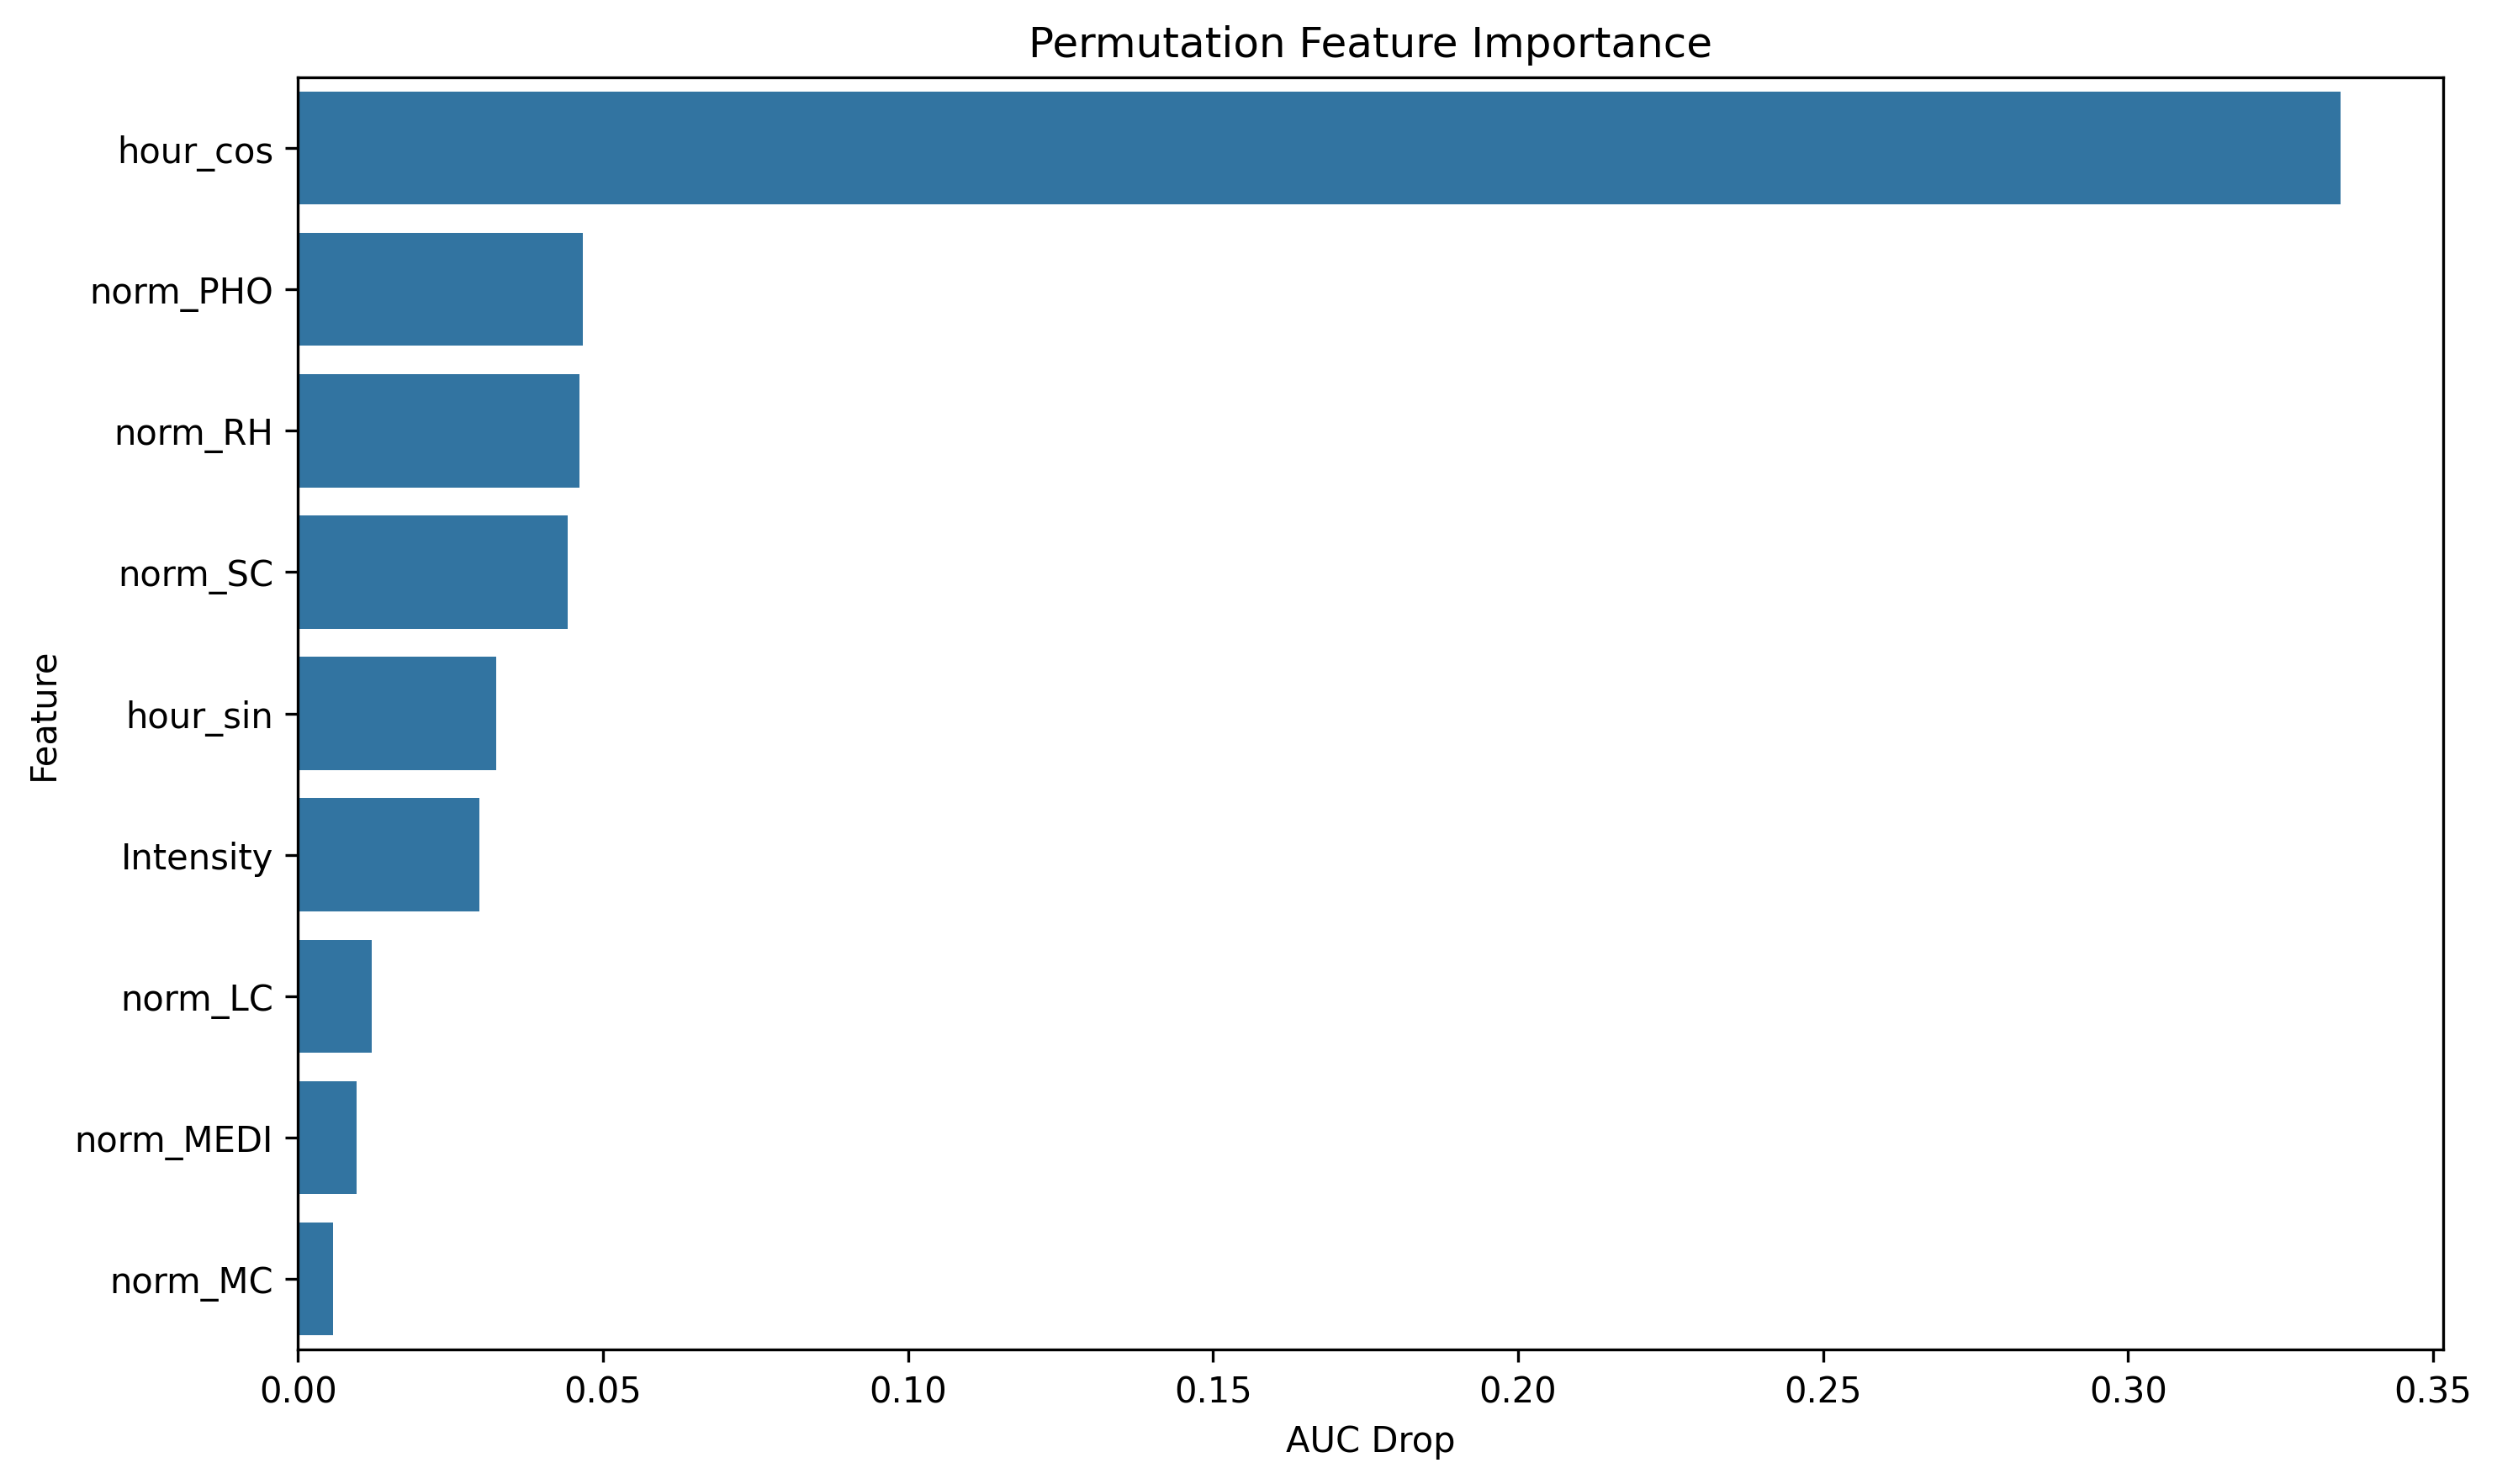 Permutation Feature Importance
hour_cos
norm_PHO
norm_RH
norm_SC
hour_sin
Intensity
norm_LC
norm_MEDI
norm_MC
Feature
0.00 0.05 0.10 0.15 0.20 0.25 0.30 0.35
AUC Drop